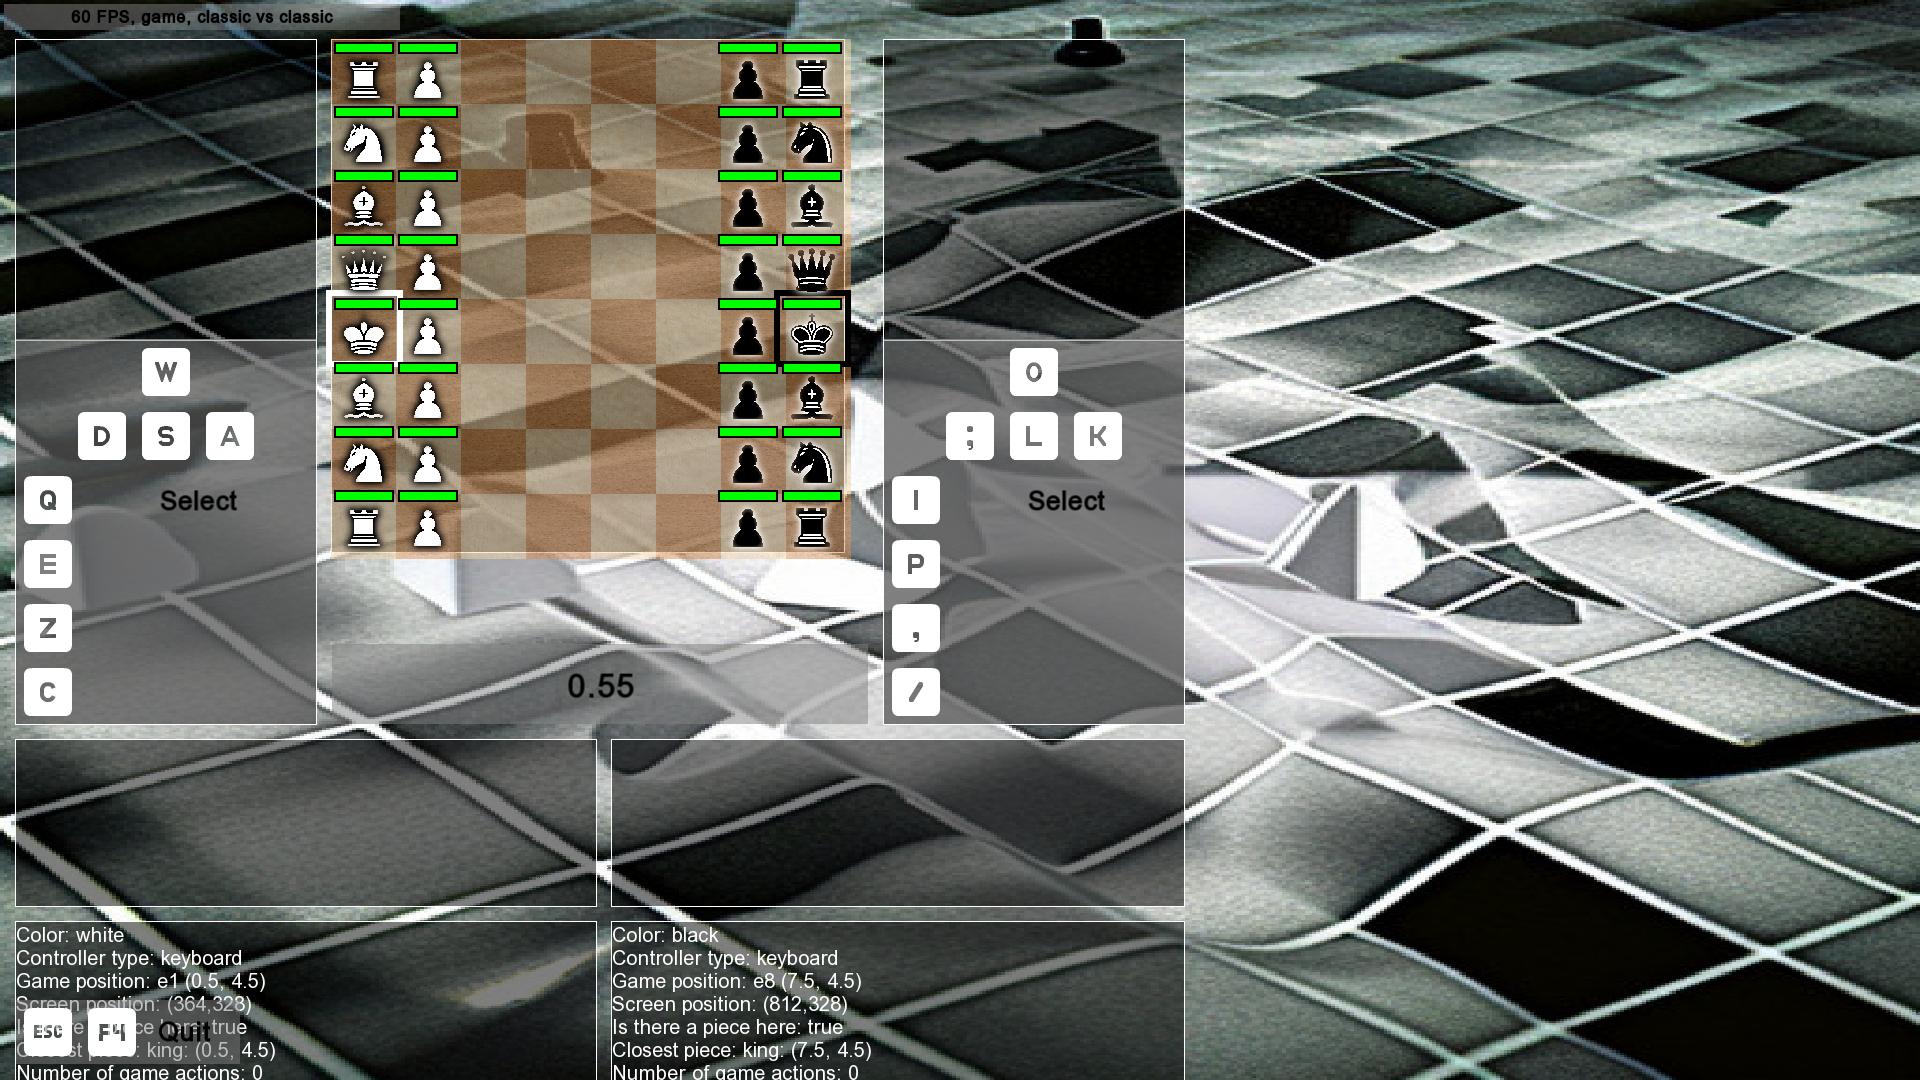 60 FPS, game, classic vs classic
W
D S A
Q Select
E
Z
C
O
; L K
I Select
P
,
/
0.55
Color: white
Controller type: keyboard
Game position: e1 (0.5, 4.5)
Screen position: (364,328)
true
king: (0.5, 4.5)
Number of game actions: 0
ESC F4 Quit
Color: black
Controller type: keyboard
Game position: e8 (7.5, 4.5)
Screen position: (812,328)
Is there a piece here: true
Closest piece: king: (7.5, 4.5)
Number of game actions: 0